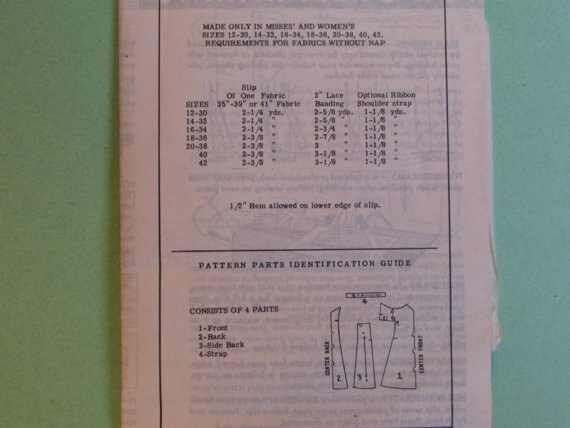 MADE ONLY IN MISSES' AND WOMEN'S
SIZES 12-30, 14-32, 16-34, 18-36, 20-38, 40, 42.
REQUIREMENTS FOR FABRICS WITHOUT NAP
Slip
Of One Fabric 2" Lace Optional Ribbon
SIZES 35"-39" or 41" Fabric Beading Shoulder strap
12-30 2-1/4 yds. 2-5/8 yds. 1-1/8 yds.
14-32 2-1/4 " 2-5/8 " 1-1/8 "
16-34 2-1/4 " 2-3/4 " 1-1/8 "
18-36 2-3/8 " 2-7/8 " 1-1/8 "
20-38 2-3/8 " 3 " 1-1/8 "
40 2-3/8 " 3-1/8 " 1-1/8 "
42 2-3/8 " 3-1/8 " 1-1/8 "
1/2" Hem allowed on lower edge of slip.
PATTERN PARTS IDENTIFICATION GUIDE
CONSISTS OF 4 PARTS
1-Front
2-Back
3-Side Back
4-Strap
4
CENTER BACK
2
3
1
CENTER FRONT